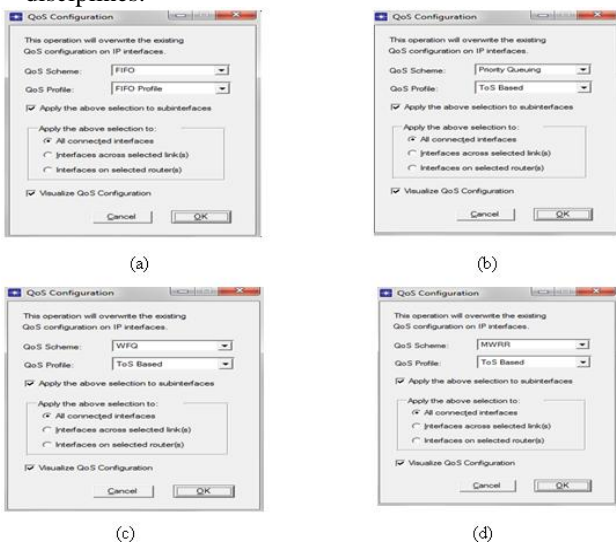 disciplines.
QoS Configuration
This operation will overwrite the existing
QoS configuration on IP interfaces.
QoS Scheme: FIFO
QoS Profile: FIFO Profile
Apply the above selection to subinterfaces
Apply the above selection to:
All connected interfaces
Interfaces across selected link(s)
Interfaces on selected router(s)
Visualize QoS Configuration
Cancel OK
(a)
QoS Configuration
This operation will overwrite the existing
QoS configuration on IP interfaces.
QoS Scheme: Priority Queuing
QoS Profile: ToS Based
Apply the above selection to subinterfaces
Apply the above selection to:
All connected interfaces
Interfaces across selected link(s)
Interfaces on selected router(s)
Visualize QoS Configuration
Cancel OK
(b)
QoS Configuration
This operation will overwrite the existing
QoS configuration on IP interfaces.
QoS Scheme: WFQ
QoS Profile: ToS Based
Apply the above selection to subinterfaces
Apply the above selection to:
All connected interfaces
Interfaces across selected link(s)
Interfaces on selected router(s)
Visualize QoS Configuration
Cancel OK
(c)
QoS Configuration
This operation will overwrite the existing
QoS configuration on IP interfaces.
QoS Scheme: MWRR
QoS Profile: ToS Based
Apply the above selection to subinterfaces
Apply the above selection to:
All connected interfaces
Interfaces across selected link(s)
Interfaces on selected router(s)
Visualize QoS Configuration
Cancel OK
(d)